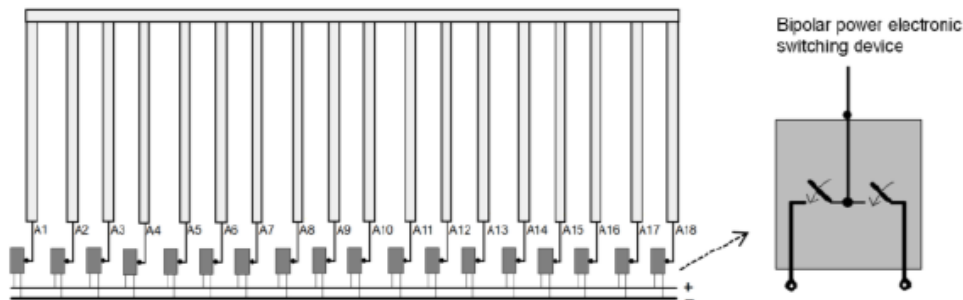 Bipolar power electronic
switching device
A1 A2 A3 A4 A5 A6 A7 A8 A9 A10 A11 A12 A13 A14 A15 A16 A17 A18
+
−